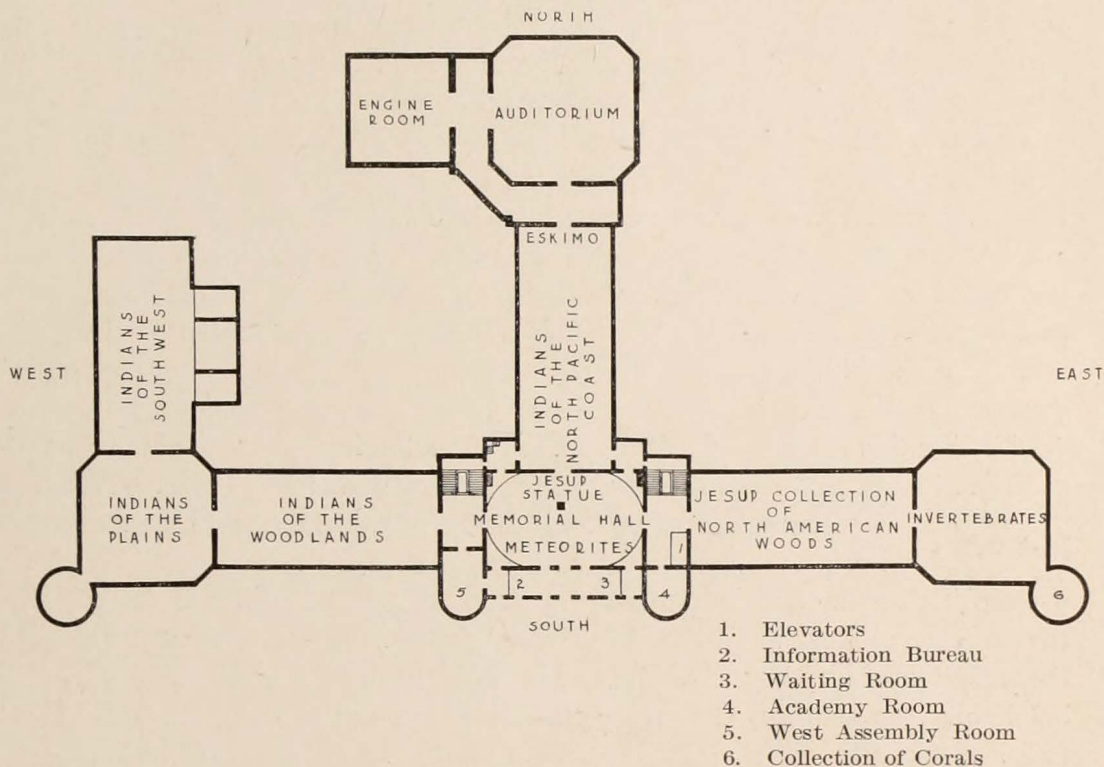 NORTH
ENGINE
ROOM
AUDITORIUM
ESKIMO
WEST
INDIANS
OF THE
SOUTHWEST
INDIANS
OF THE
NORTH PACIFIC
COAST
EAST
INDIANS
OF THE
PLAINS
INDIANS
OF THE
WOODLANDS
JESUP
STATUE
MEMORIAL HALL
METEORITES
JESUP COLLECTION
OF
NORTH AMERICAN
WOODS
INVERTEBRATES
1
2
3
4
5
6
SOUTH
1. Elevators
2. Information Bureau
3. Waiting Room
4. Academy Room
5. West Assembly Room
6. Collection of Corals